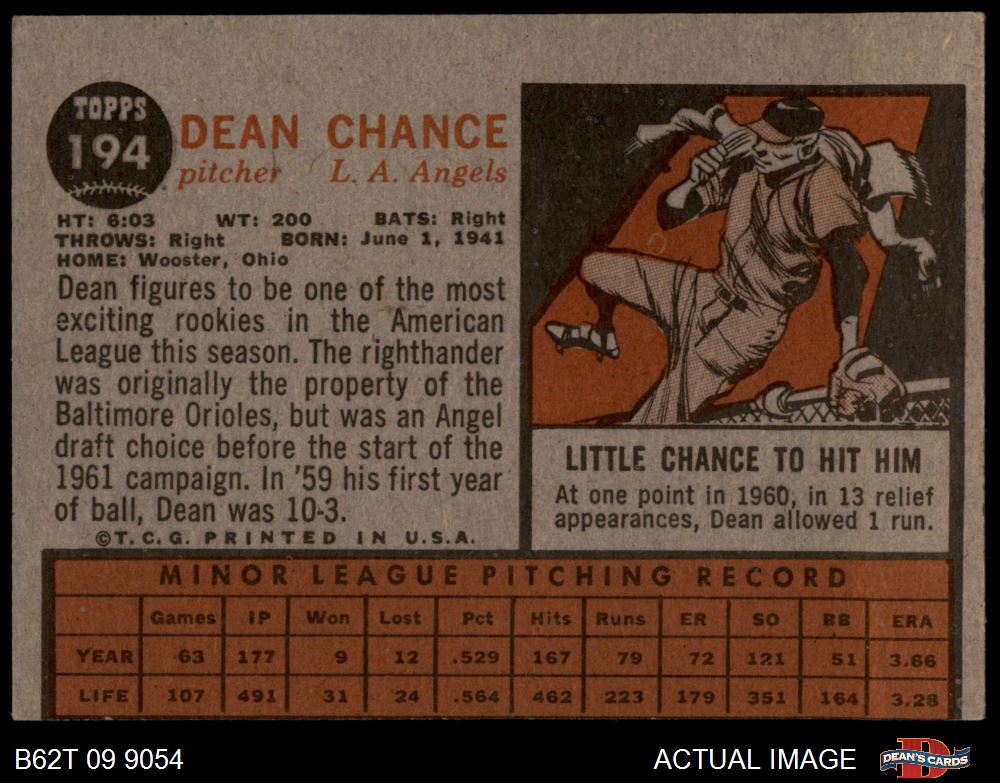 TOPPS
194
DEAN CHANCE
pitcher L. A. Angels
HT: 6:03 WT: 200 BATS: Right
THROWS: Right BORN: June 1, 1941
HOME: Wooster, Ohio
Dean figures to be one of the most
exciting rookies in the American
League this season. The righthander
was originally the property of the
Baltimore Orioles, but was an Angel
draft choice before the start of the
1961 campaign. In '59 his first year
of ball, Dean was 10-3.
©T.C.G. PRINTED IN U.S.A.
LITTLE CHANCE TO HIT HIM
At one point in 1960, in 13 relief
appearances, Dean allowed 1 run.
MINOR LEAGUE PITCHING RECORD
Games IP Won Lost Pct Hits Runs ER SO BB ERA
YEAR 63 177 9 12 .529 167 79 72 121 51 3.66
LIFE 107 491 31 24 .564 462 223 179 351 164 3.28
B62T 09 9054
ACTUAL IMAGE
DEAN'S CARDS